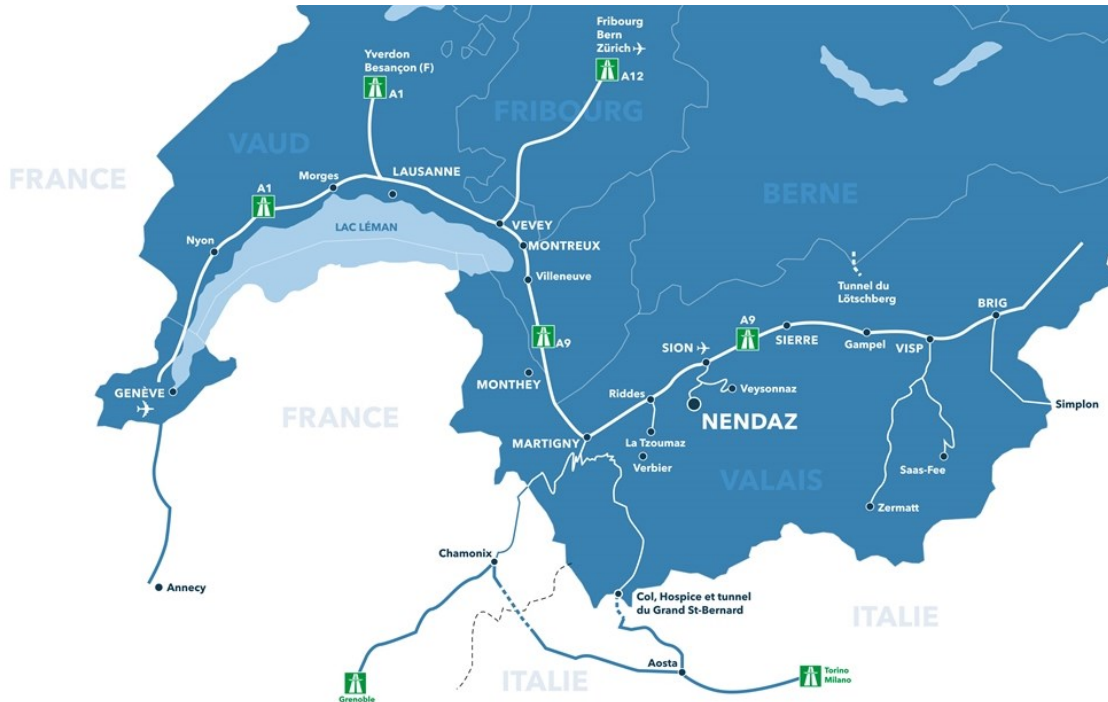 Fribourg
Bern
Zürich
Yverdon
Besançon (F)
A1
A12
FRIBOURG
VAUD
FRANCE
LAUSANNE
Morges
A1
BERNE
LAC LÉMAN
VEVEY
Nyon
MONTREUX
Villeneuve
Tunnel du
Lötschberg
BRIG
A9
A9
SION
SIERRE
Gampel
VISP
MONTHEY
GENÈVE
Riddes
Veysonnaz
Simplon
FRANCE
NENDAZ
MARTIGNY
La Tzoumaz
Verbier
Saas-Fee
VALAIS
Zermatt
Chamonix
Annecy
Col, Hospice et tunnel
du Grand St-Bernard
ITALIE
Aosta
ITALIE
Torino
Milano
Grenoble